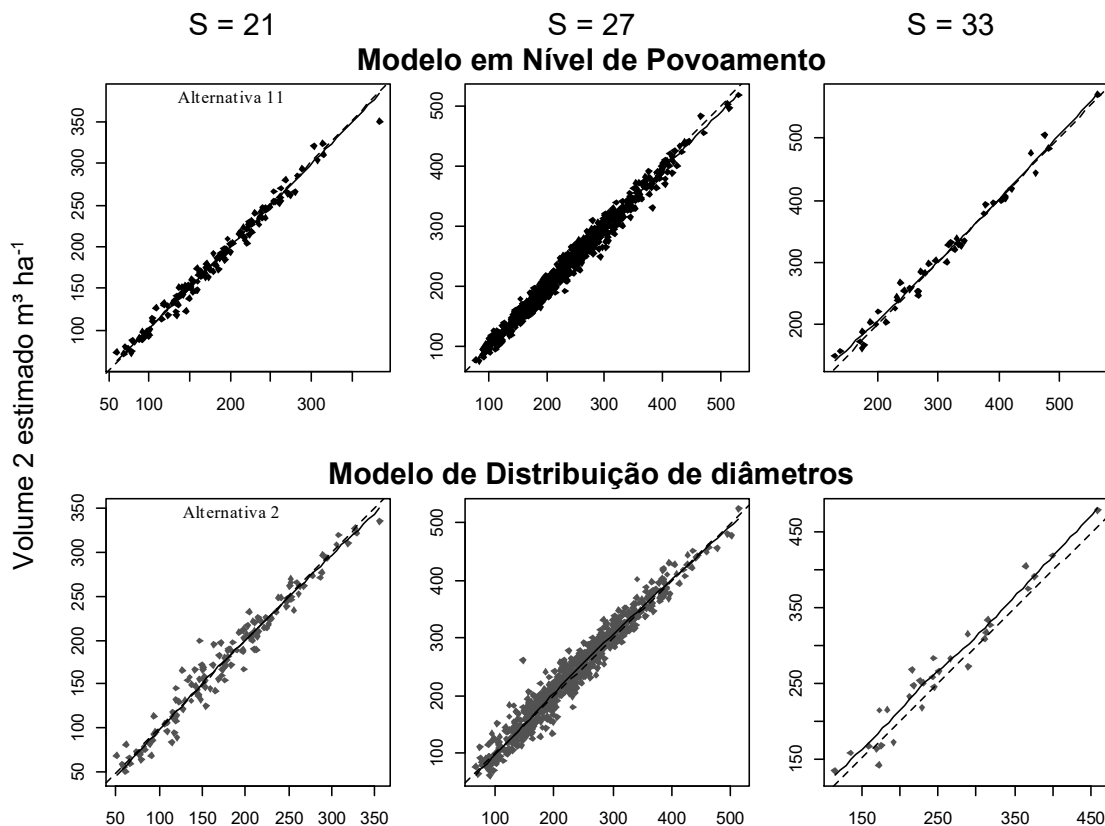 S = 21 S = 27 S = 33
Modelo em Nível de Povoamento
Alternativa 11
350
300
250
200
150
100
50 100 200 300
500
400
300
200
100
100 200 300 400 500
500
400
300
200
200 300 400 500
Volume 2 estimado m³ ha⁻¹
Modelo de Distribuição de diâmetros
Alternativa 2
350
300
250
200
150
100
50
50 100 150 200 250 300 350
500
400
300
200
100
100 200 300 400 500
450
350
250
150
150 250 350 450